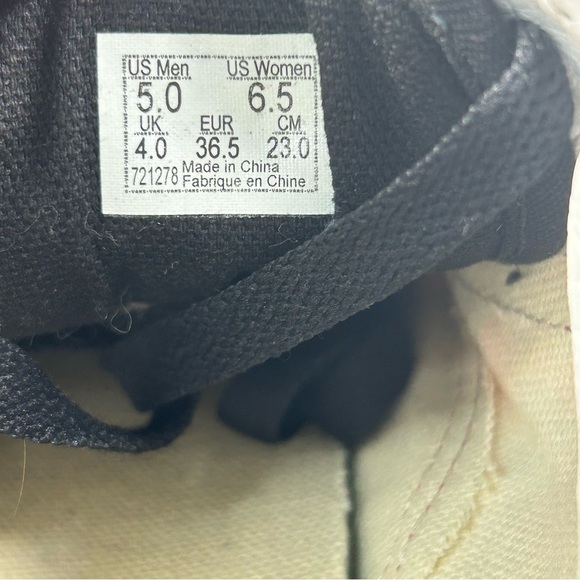 US Men US Women
5.0 6.5
UK EUR CM
4.0 36.5 23.0
721278 Made in China
Fabrique en Chine